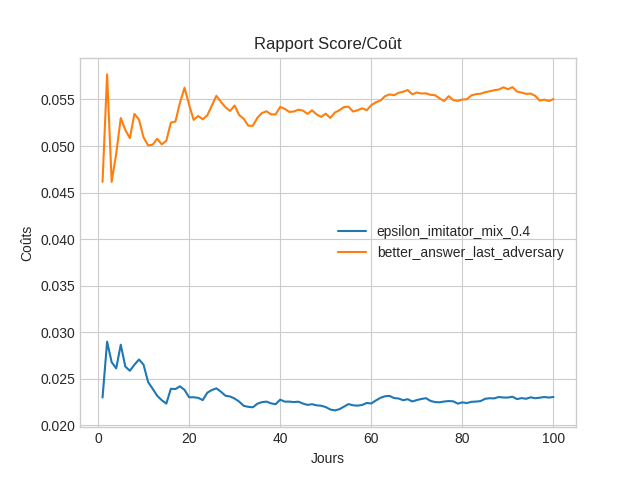 Rapport Score/Coût
0.055
0.050
0.045
0.040
0.035
0.030
0.025
0.020
Coûts
epsilon_imitator_mix_0.4
better_answer_last_adversary
0 20 40 60 80 100
Jours